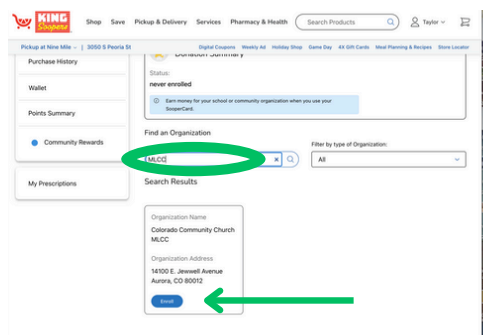 KING Soopers
Shop Save Pickup & Delivery Services Pharmacy & Health Search Products Taylor
Pickup at Nine Mile 3050 S Peoria St Digital Coupons Weekly Ad Holiday Shop Game Day 4X Gift Cards Meal Planning & Recipes Store Locator
Purchase History
Wallet
Points Summary
Community Rewards
My Prescriptions
Donation Summary
Status:
never enrolled
Earn money for your school or community organization when you use your
SooperCard.
Find an Organization
Filter by type of Organization:
MLCC
All
Search Results
Organization Name
Colorado Community Church
MLCC
Organization Address
14100 E. Jewwell Avenue
Aurora, CO 80012
Enroll